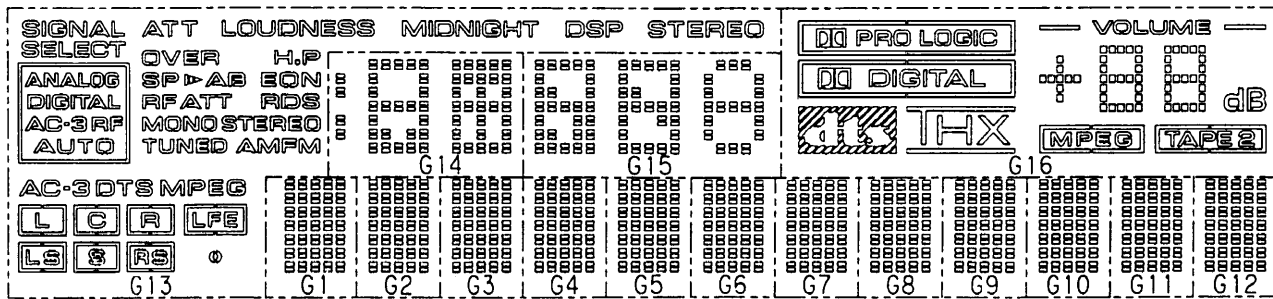 SIGNAL SELECT ATT LOUDNESS MIDNIGHT DSP STEREO
OVER H.P
ANALOG SP▷AB EQN
DIGITAL RF ATT RDS
AC-3 RF MONO STEREO
AUTO TUNED AM FM
G14 G15
PRO LOGIC
DIGITAL
dts THX
VOLUME
+88 dB
MPEG TAPE 2
G16
AC-3 DTS MPEG
L C R LFE
LS S RS
G13 G1 G2 G3 G4 G5 G6 G7 G8 G9 G10 G11 G12